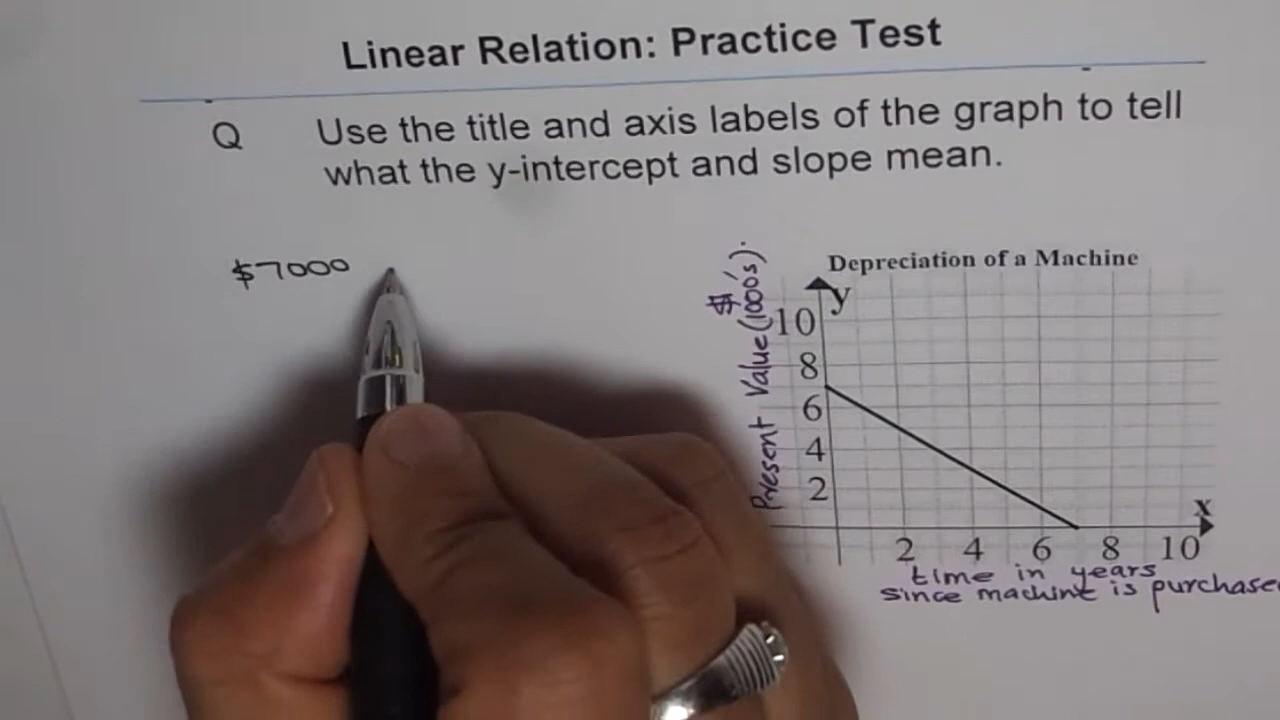 Linear Relation: Practice Test
Q Use the title and axis labels of the graph to tell
what the y-intercept and slope mean.
$7000
Depreciation of a Machine
Present Value ($1000's).
y
10
8
6
4
2
x
2 4 6 8 10
time in years
since machine is purchase